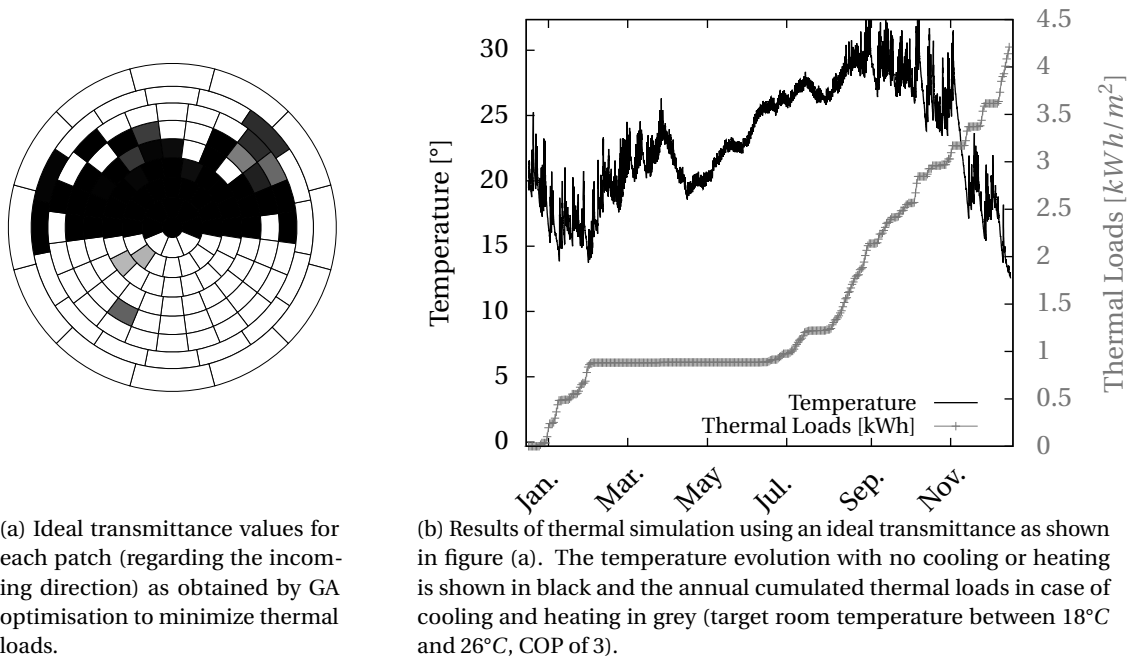 30
25
20
15
10
5
0
Temperature [°]
4.5
4
3.5
3
2.5
2
1.5
1
0.5
0
Thermal Loads [kWh/m²]
Temperature
Thermal Loads [kWh]
Jan.
Mar.
May
Jul.
Sep.
Nov.
(a) Ideal transmittance values for
each patch (regarding the incom-
ing direction) as obtained by GA
optimisation to minimize thermal
loads.
(b) Results of thermal simulation using an ideal transmittance as shown
in figure (a). The temperature evolution with no cooling or heating
is shown in black and the annual cumulated thermal loads in case of
cooling and heating in grey (target room temperature between 18°C
and 26°C, COP of 3).